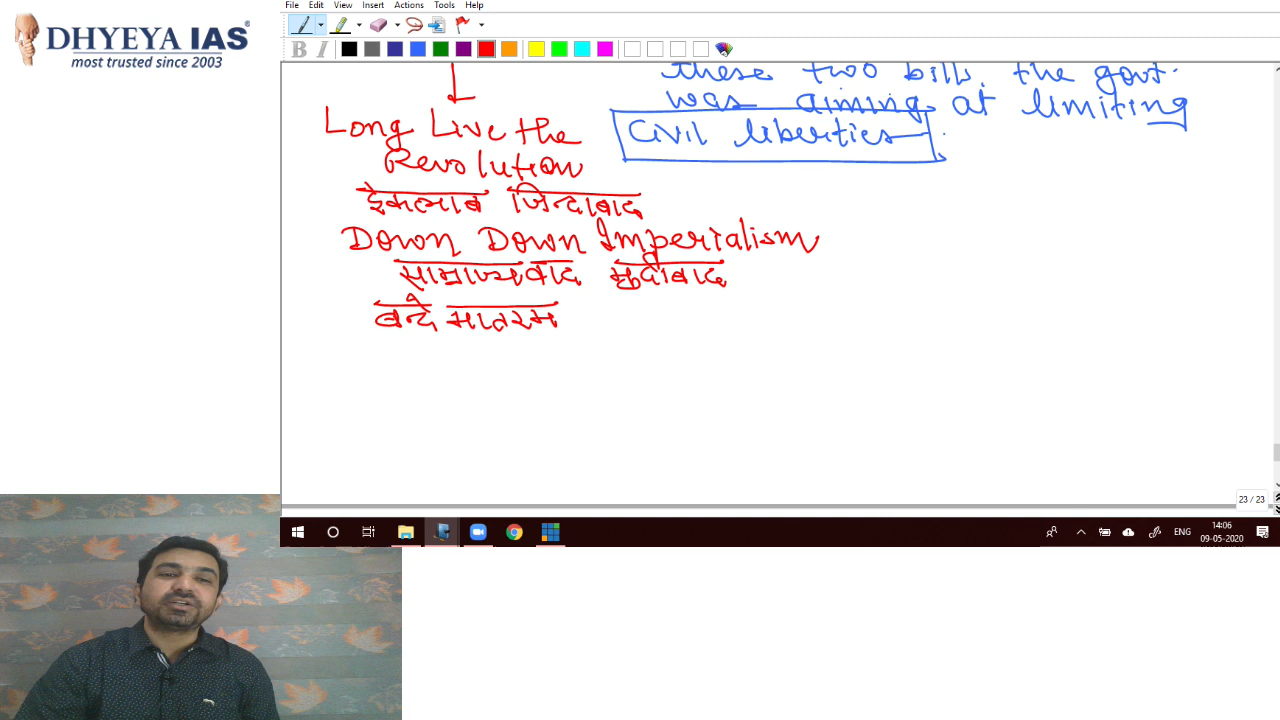 DHYEYA IAS
most trusted since 2003
File Edit View Insert Actions Tools Help
B I
these two bills, the govt.
was aiming at limiting
Civil liberties.
Long Live the
Revolution
इंकलाब जिन्दाबाद
Down Down Imperialism
साम्राज्यवाद मुर्दाबाद
वन्दे मातरम
23 / 23
ENG
14:06
09-05-2020